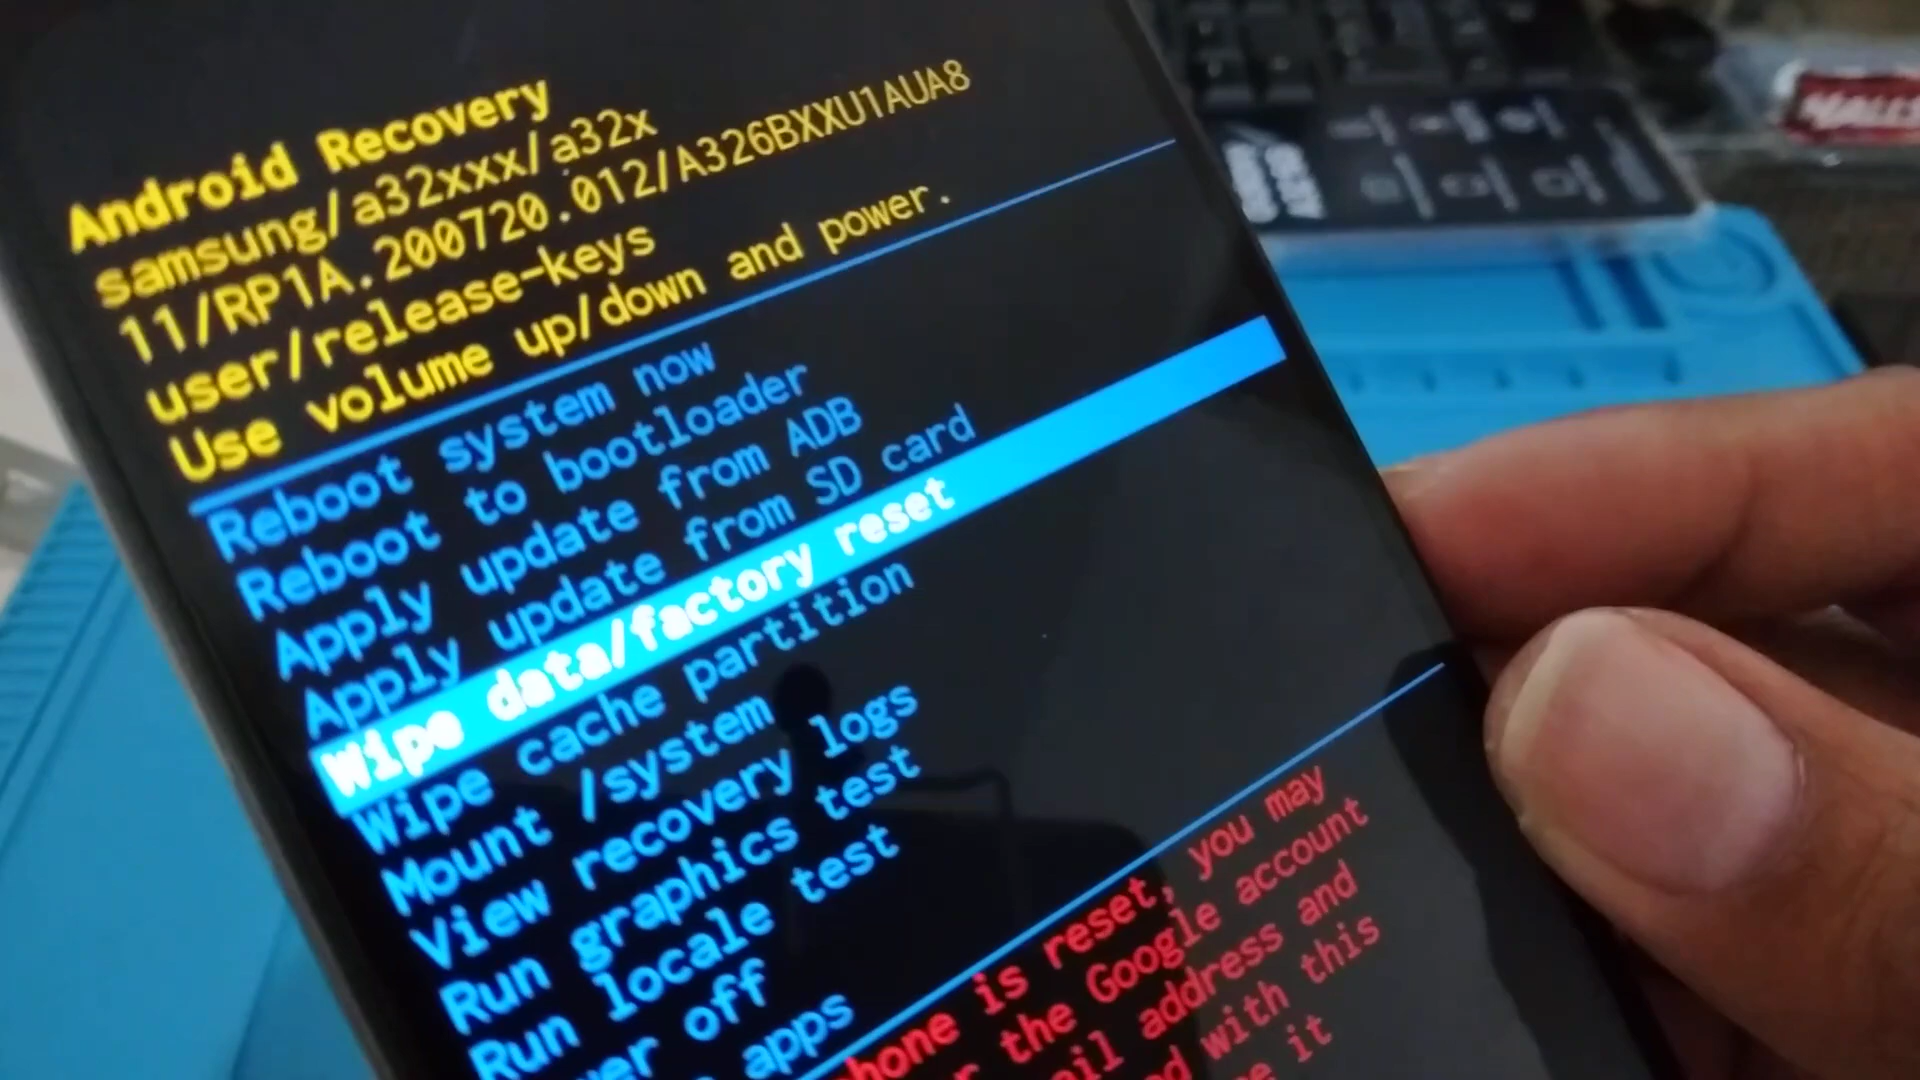 Android Recovery
samsung/a32xxx/a32x
11/RP1A.200720.012/A326BXXU1AUA8
user/release-keys
Use volume up/down and power.
Reboot system now
Reboot to bootloader
Apply update from ADB
Apply update from SD card
Wipe data/factory reset
Wipe cache partition
Mount /system
View recovery logs
Run graphics test
Run locale test
off
apps
is reset, you may
the Google account
address and
with this
it
HALLS